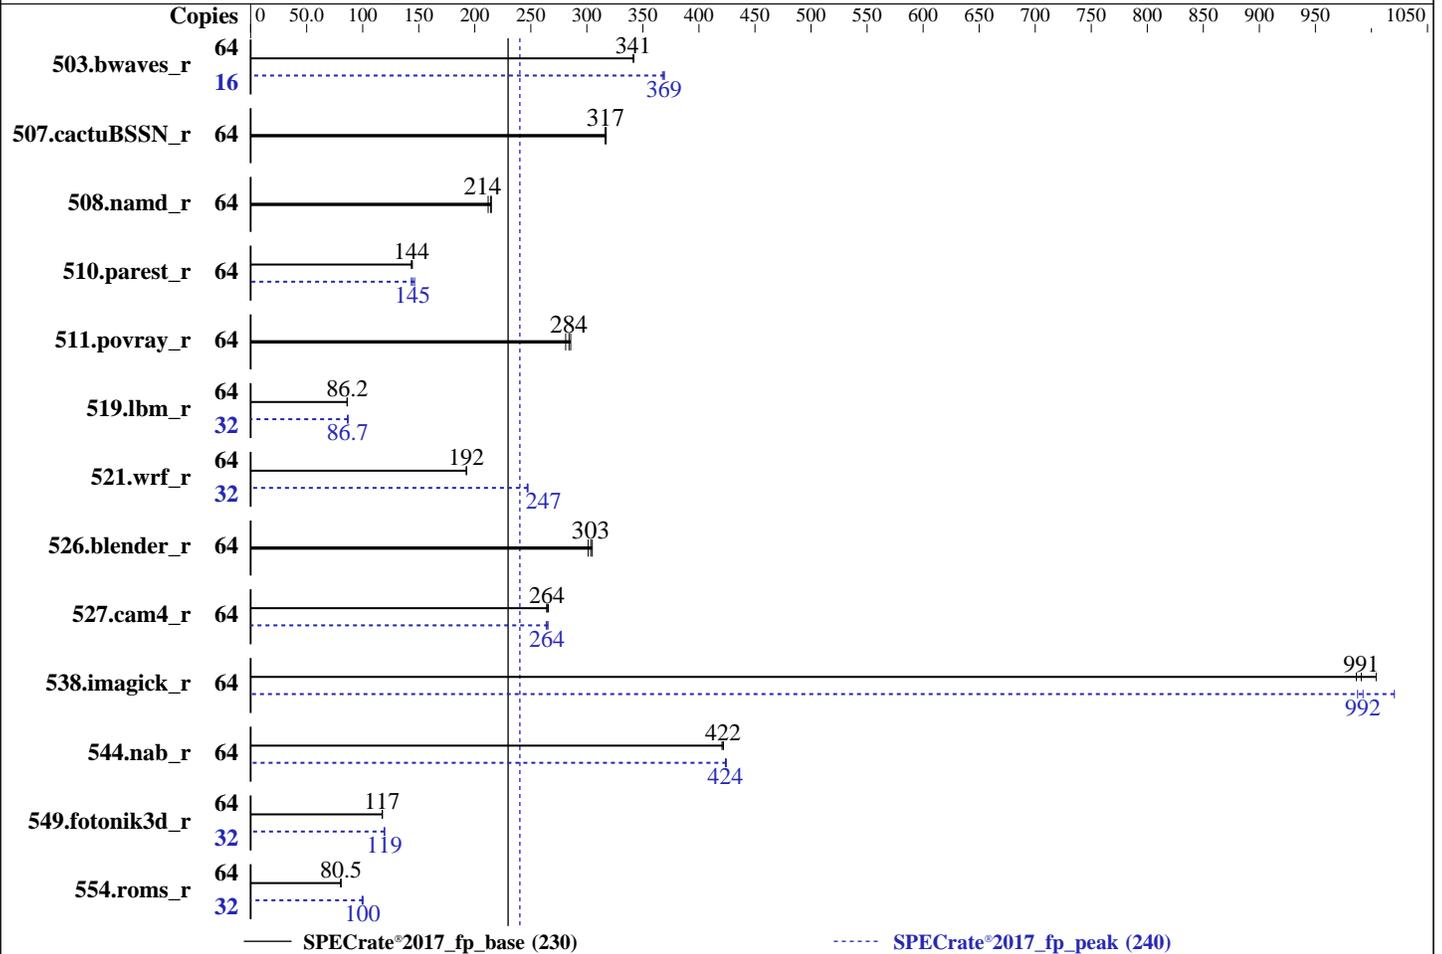 Copies 0 50.0 100 150 200 250 300 350 400 450 500 550 600 650 700 750 800 850 900 950 1050
503.bwaves_r 64 341
16 369
507.cactuBSSN_r 64 317
508.namd_r 64 214
510.parest_r 64 144
145
511.povray_r 64 284
519.lbm_r 64 86.2
32 86.7
521.wrf_r 64 192
32 247
526.blender_r 64 303
527.cam4_r 64 264
264
538.imagick_r 64 991
992
544.nab_r 64 422
424
549.fotonik3d_r 64 117
32 119
554.roms_r 64 80.5
32 100
SPECrate®2017_fp_base (230) SPECrate®2017_fp_peak (240)